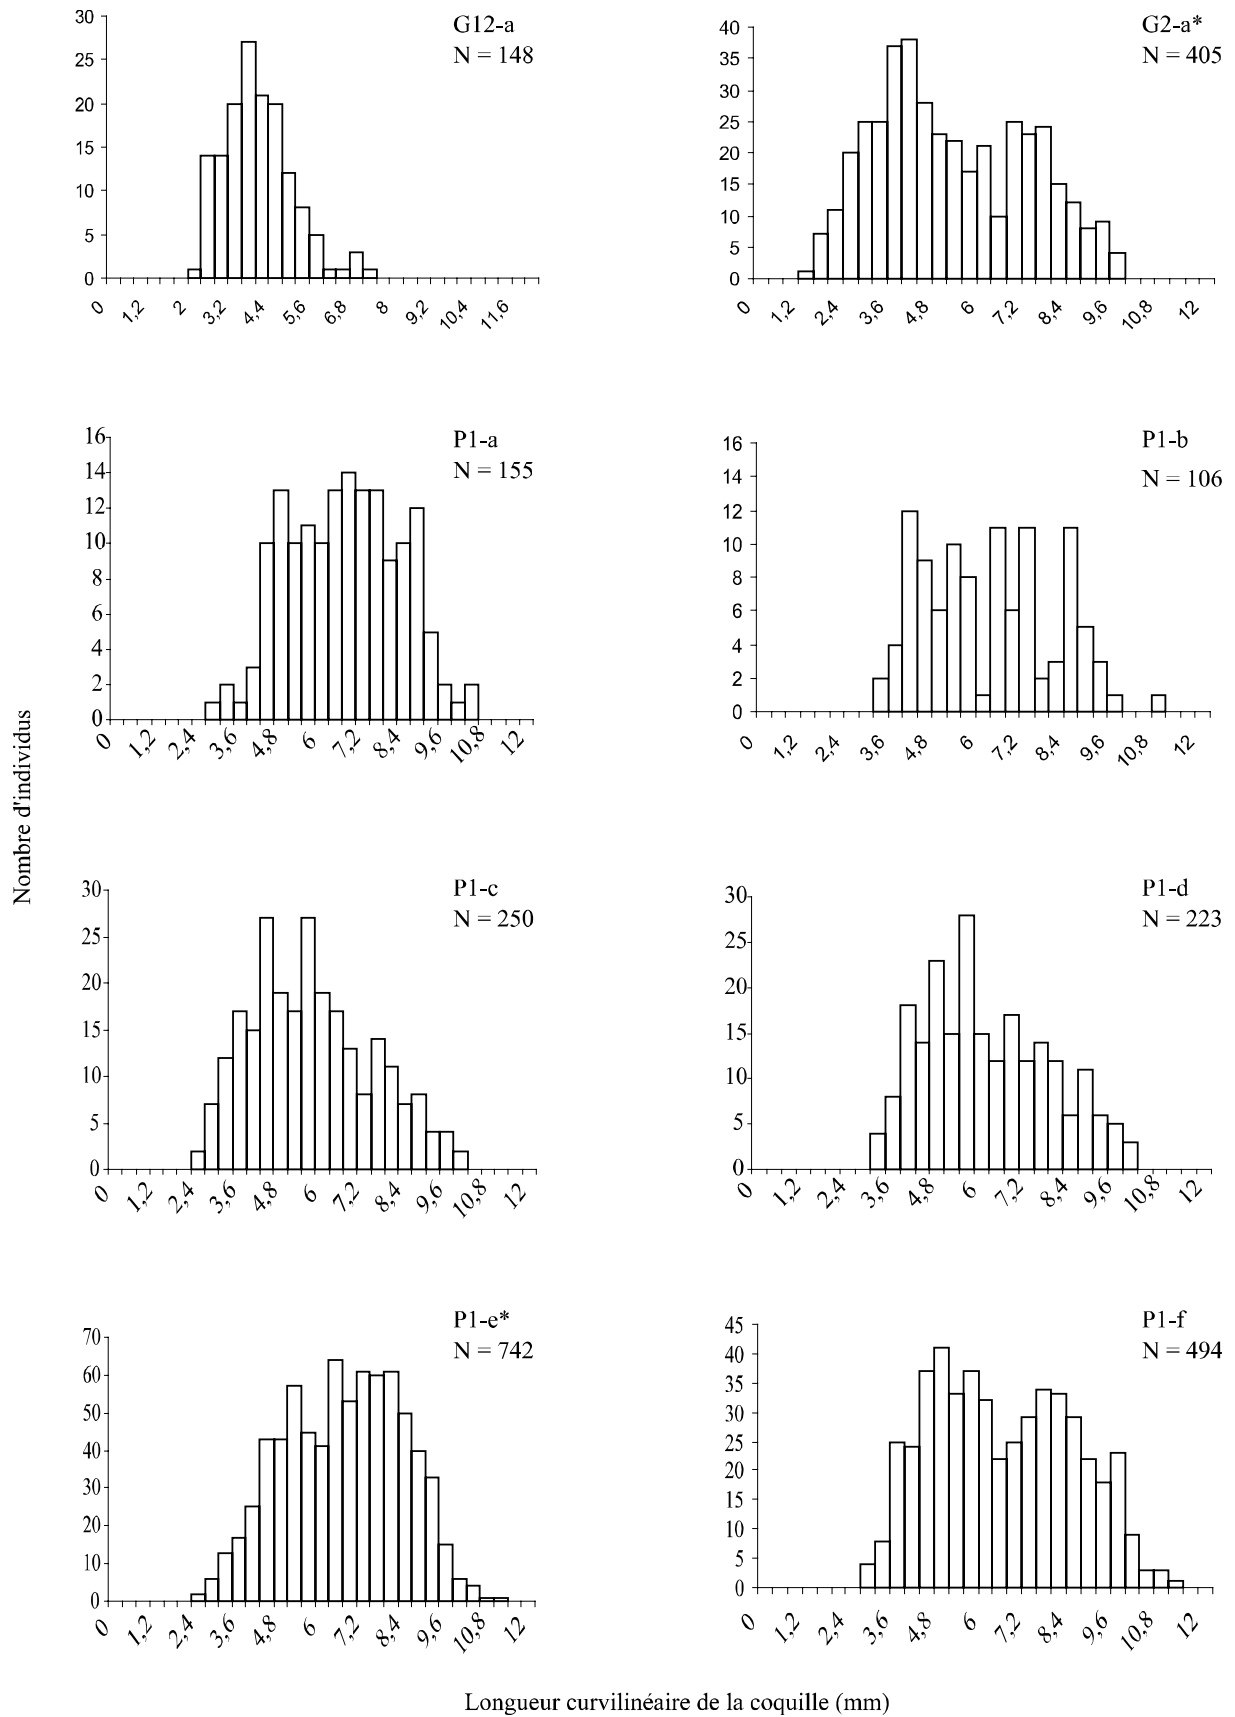 G12-a
N = 148
30
25
20
15
10
5
0
0 1,2 2 3,2 4,4 5,6 6,8 8 9,2 10,4 11,6
G2-a*
N = 405
40
35
30
25
20
15
10
5
0
0 1,2 2,4 3,6 4,8 6 7,2 8,4 9,6 10,8 12
P1-a
N = 155
16
14
12
10
8
6
4
2
0
0 1,2 2,4 3,6 4,8 6 7,2 8,4 9,6 10,8 12
P1-b
N = 106
16
14
12
10
8
6
4
2
0
0 1,2 2,4 3,6 4,8 6 7,2 8,4 9,6 10,8 12
Nombre d'individus
P1-c
N = 250
30
25
20
15
10
5
0
0 1,2 2,4 3,6 4,8 6 7,2 8,4 9,6 10,8 12
P1-d
N = 223
30
25
20
15
10
5
0
0 1,2 2,4 3,6 4,8 6 7,2 8,4 9,6 10,8 12
P1-e*
N = 742
70
60
50
40
30
20
10
0
0 1,2 2,4 3,6 4,8 6 7,2 8,4 9,6 10,8 12
P1-f
N = 494
45
40
35
30
25
20
15
10
5
0
0 1,2 2,4 3,6 4,8 6 7,2 8,4 9,6 10,8 12
Longueur curvilinéaire de la coquille (mm)